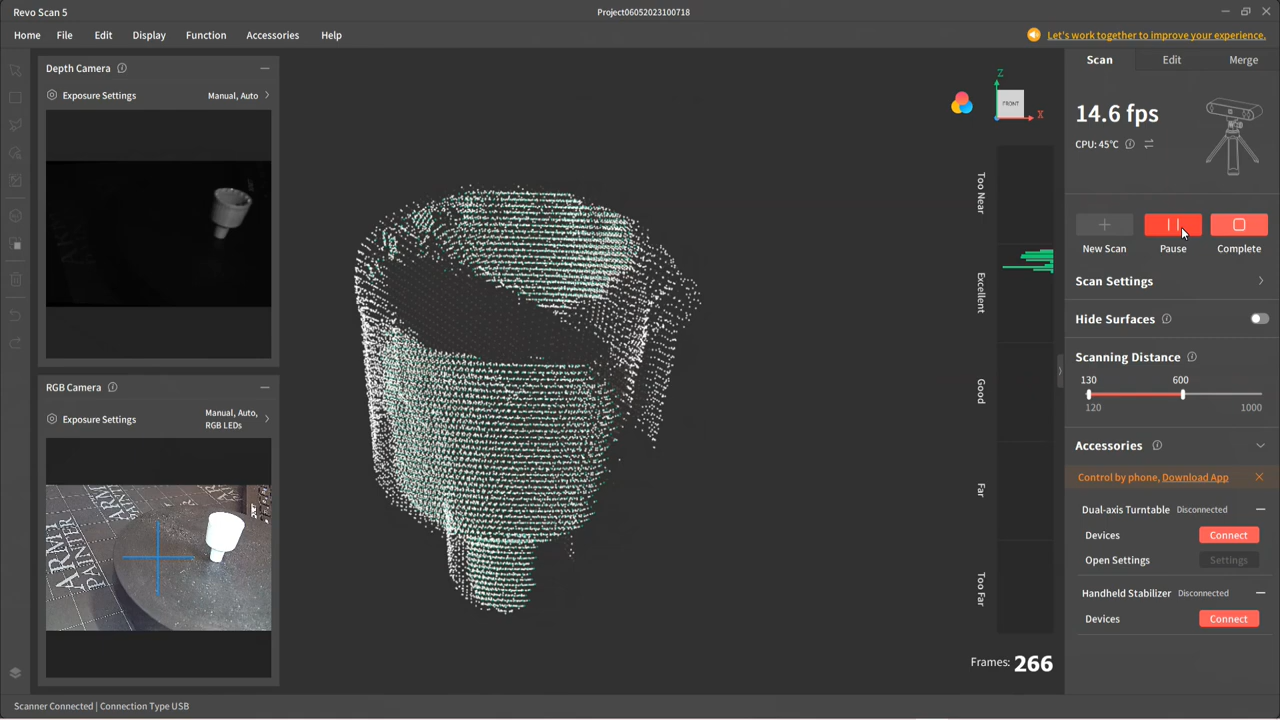 Revo Scan 5
Project06052023100718
Home File Edit Display Function Accessories Help
Let's work together to improve your experience.
Depth Camera
Exposure Settings Manual, Auto
RGB Camera
Exposure Settings Manual, Auto, RGB LEDs
ARMY
PAINTER
ARMY
PAINTER
Z
FRONT
X
Too Near
Excellent
Good
Far
Too Far
Frames: 266
Scan Edit Merge
14.6 fps
CPU: 45°C
New Scan Pause Complete
Scan Settings
Hide Surfaces
Scanning Distance
130 600
120 1000
Accessories
Control by phone, Download App
Dual-axis Turntable Disconnected
Devices Connect
Open Settings Settings
Handheld Stabilizer Disconnected
Devices Connect
Scanner Connected | Connection Type USB